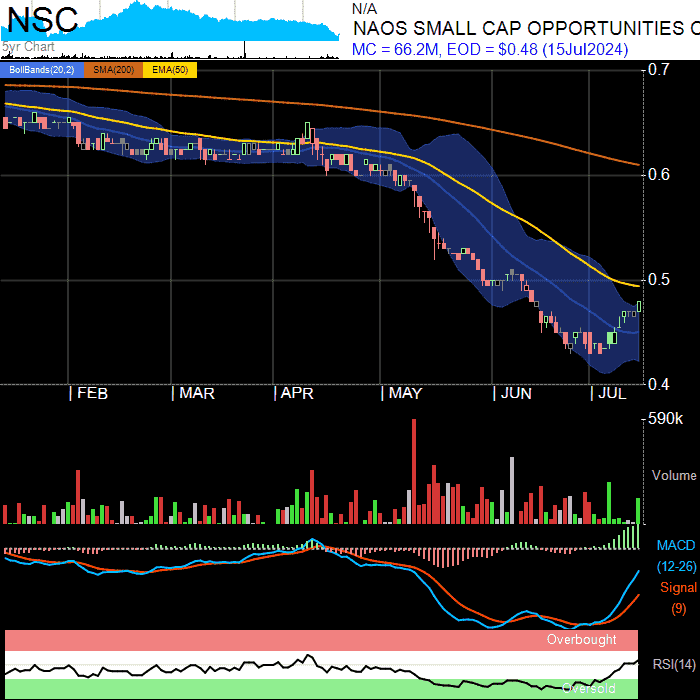 NSC
5yr Chart
N/A
NAOS SMALL CAP OPPORTUNITIES C
MC = 66.2M, EOD = $0.48 (15Jul2024)
BollBands(20,2) SMA(200) EMA(50)
0.7
0.6
0.5
0.4
FEB MAR APR MAY JUN JUL
590k
Volume
MACD
(12-26)
Signal
(9)
Overbought
RSI(14)
Oversold